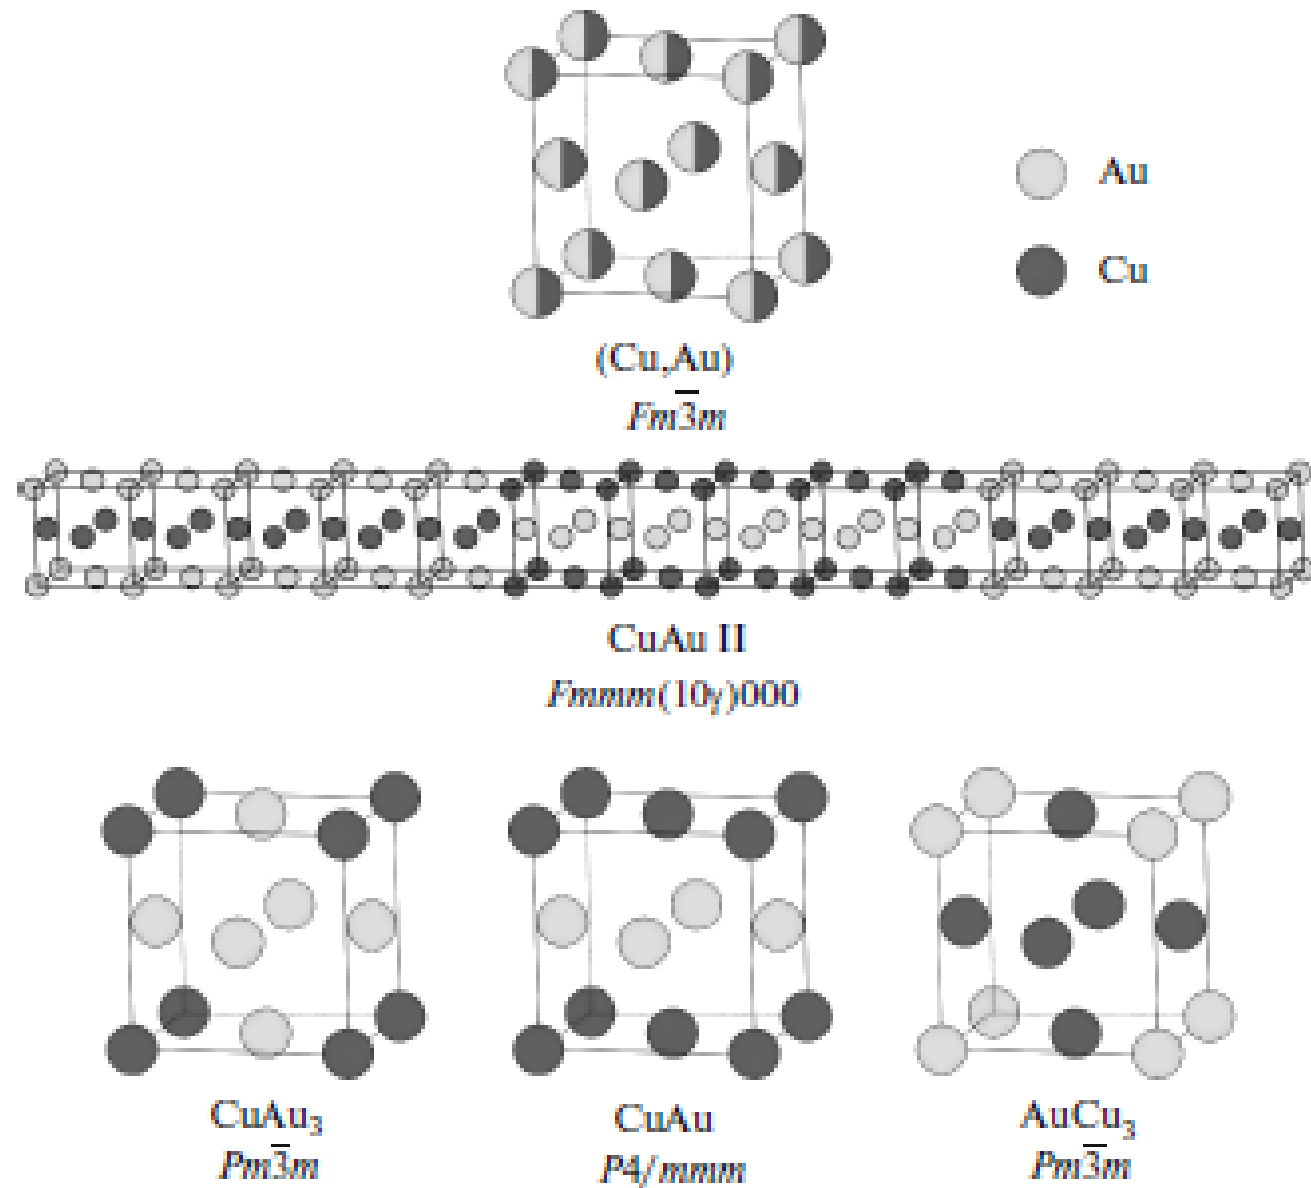 Au
Cu
(Cu,Au)
Fm3̅m
CuAu II
Fmmm(10γ)000
CuAu₃
CuAu
AuCu₃
Pm3̅m
P4/mmm
Pm3̅m